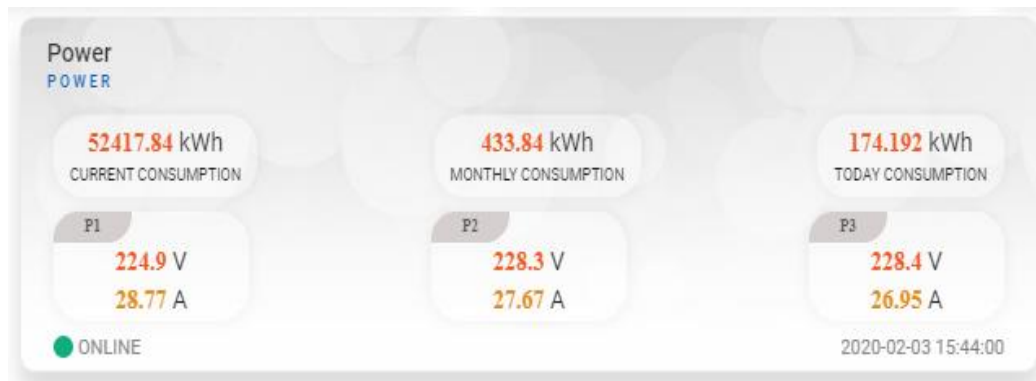 Power
POWER
52417.84 kWh
CURRENT CONSUMPTION
433.84 kWh
MONTHLY CONSUMPTION
174.192 kWh
TODAY CONSUMPTION
P1
224.9 V
28.77 A
P2
228.3 V
27.67 A
P3
228.4 V
26.95 A
ONLINE
2020-02-03 15:44:00